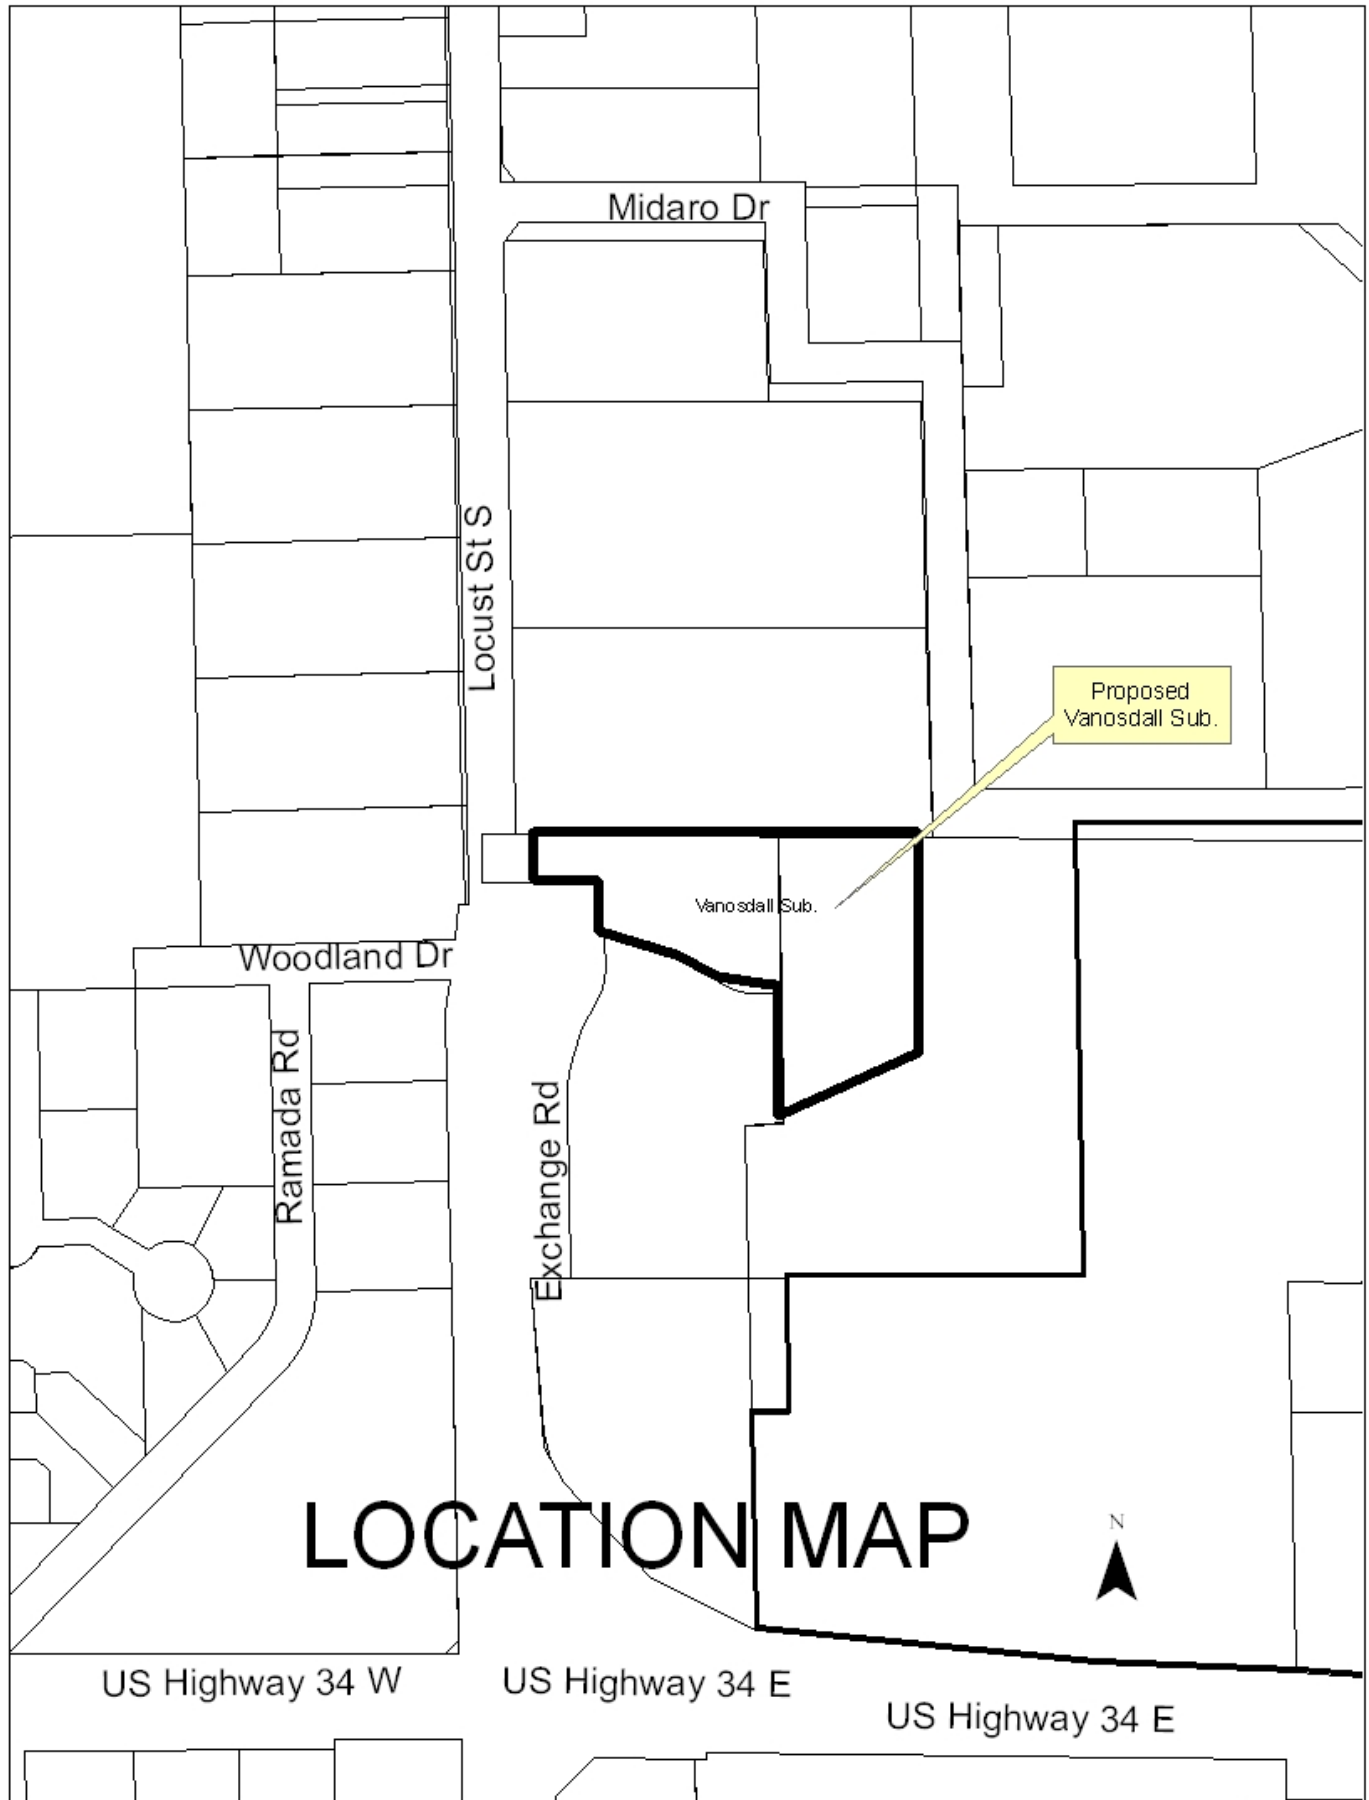 Midaro Dr
Locust St S
Proposed
Vanosdall Sub.
Vanosdall Sub.
Woodland Dr
Ramada Rd
Exchange Rd
LOCATION MAP
N
US Highway 34 W
US Highway 34 E
US Highway 34 E